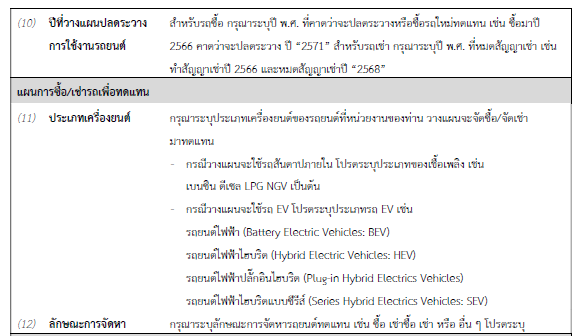 (10) ปีที่วางแผนปลดระวาง สำหรับรถซื้อ กรุณาระบุปี พ.ศ. ที่คาดว่าจะปลดระวางหรือซื้อรถใหม่ทดแทน เช่น ซื้อมาปี
การใช้งานรถยนต์ 2566 คาดว่าจะปลดระวาง ปี “2571” สำหรับรถเช่า กรุณาระบุปี พ.ศ. ที่หมดสัญญาเช่า เช่น
ทำสัญญาเช่าปี 2566 และหมดสัญญาเช่าปี “2568”
แผนการซื้อ/เช่ารถเพื่อทดแทน
(11) ประเภทเครื่องยนต์ กรุณาระบุประเภทเครื่องยนต์ของรถยนต์ที่หน่วยงานของท่าน วางแผนจะจัดซื้อ/จัดเช่า
มาทดแทน
- กรณีวางแผนจะใช้รถสันดาปภายใน โปรดระบุประเภทของเชื้อเพลิง เช่น
เบนซิน ดีเซล LPG NGV เป็นต้น
- กรณีวางแผนจะใช้รถ EV โปรดระบุประเภทรถ EV เช่น
รถยนต์ไฟฟ้า (Battery Electric Vehicles: BEV)
รถยนต์ไฟฟ้าไฮบริด (Hybrid Electric Vehicles: HEV)
รถยนต์ไฟฟ้าปลั๊กอินไฮบริด (Plug-in Hybrid Electrics Vehicles)
รถยนต์ไฟฟ้าไฮบริดแบบซีรีส์ (Series Hybrid Electrics Vehicles: SEV)
(12) ลักษณะการจัดหา กรุณาระบุลักษณะการจัดหารถยนต์ทดแทน เช่น ซื้อ เช่าซื้อ เช่า หรือ อื่น ๆ โปรดระบุ